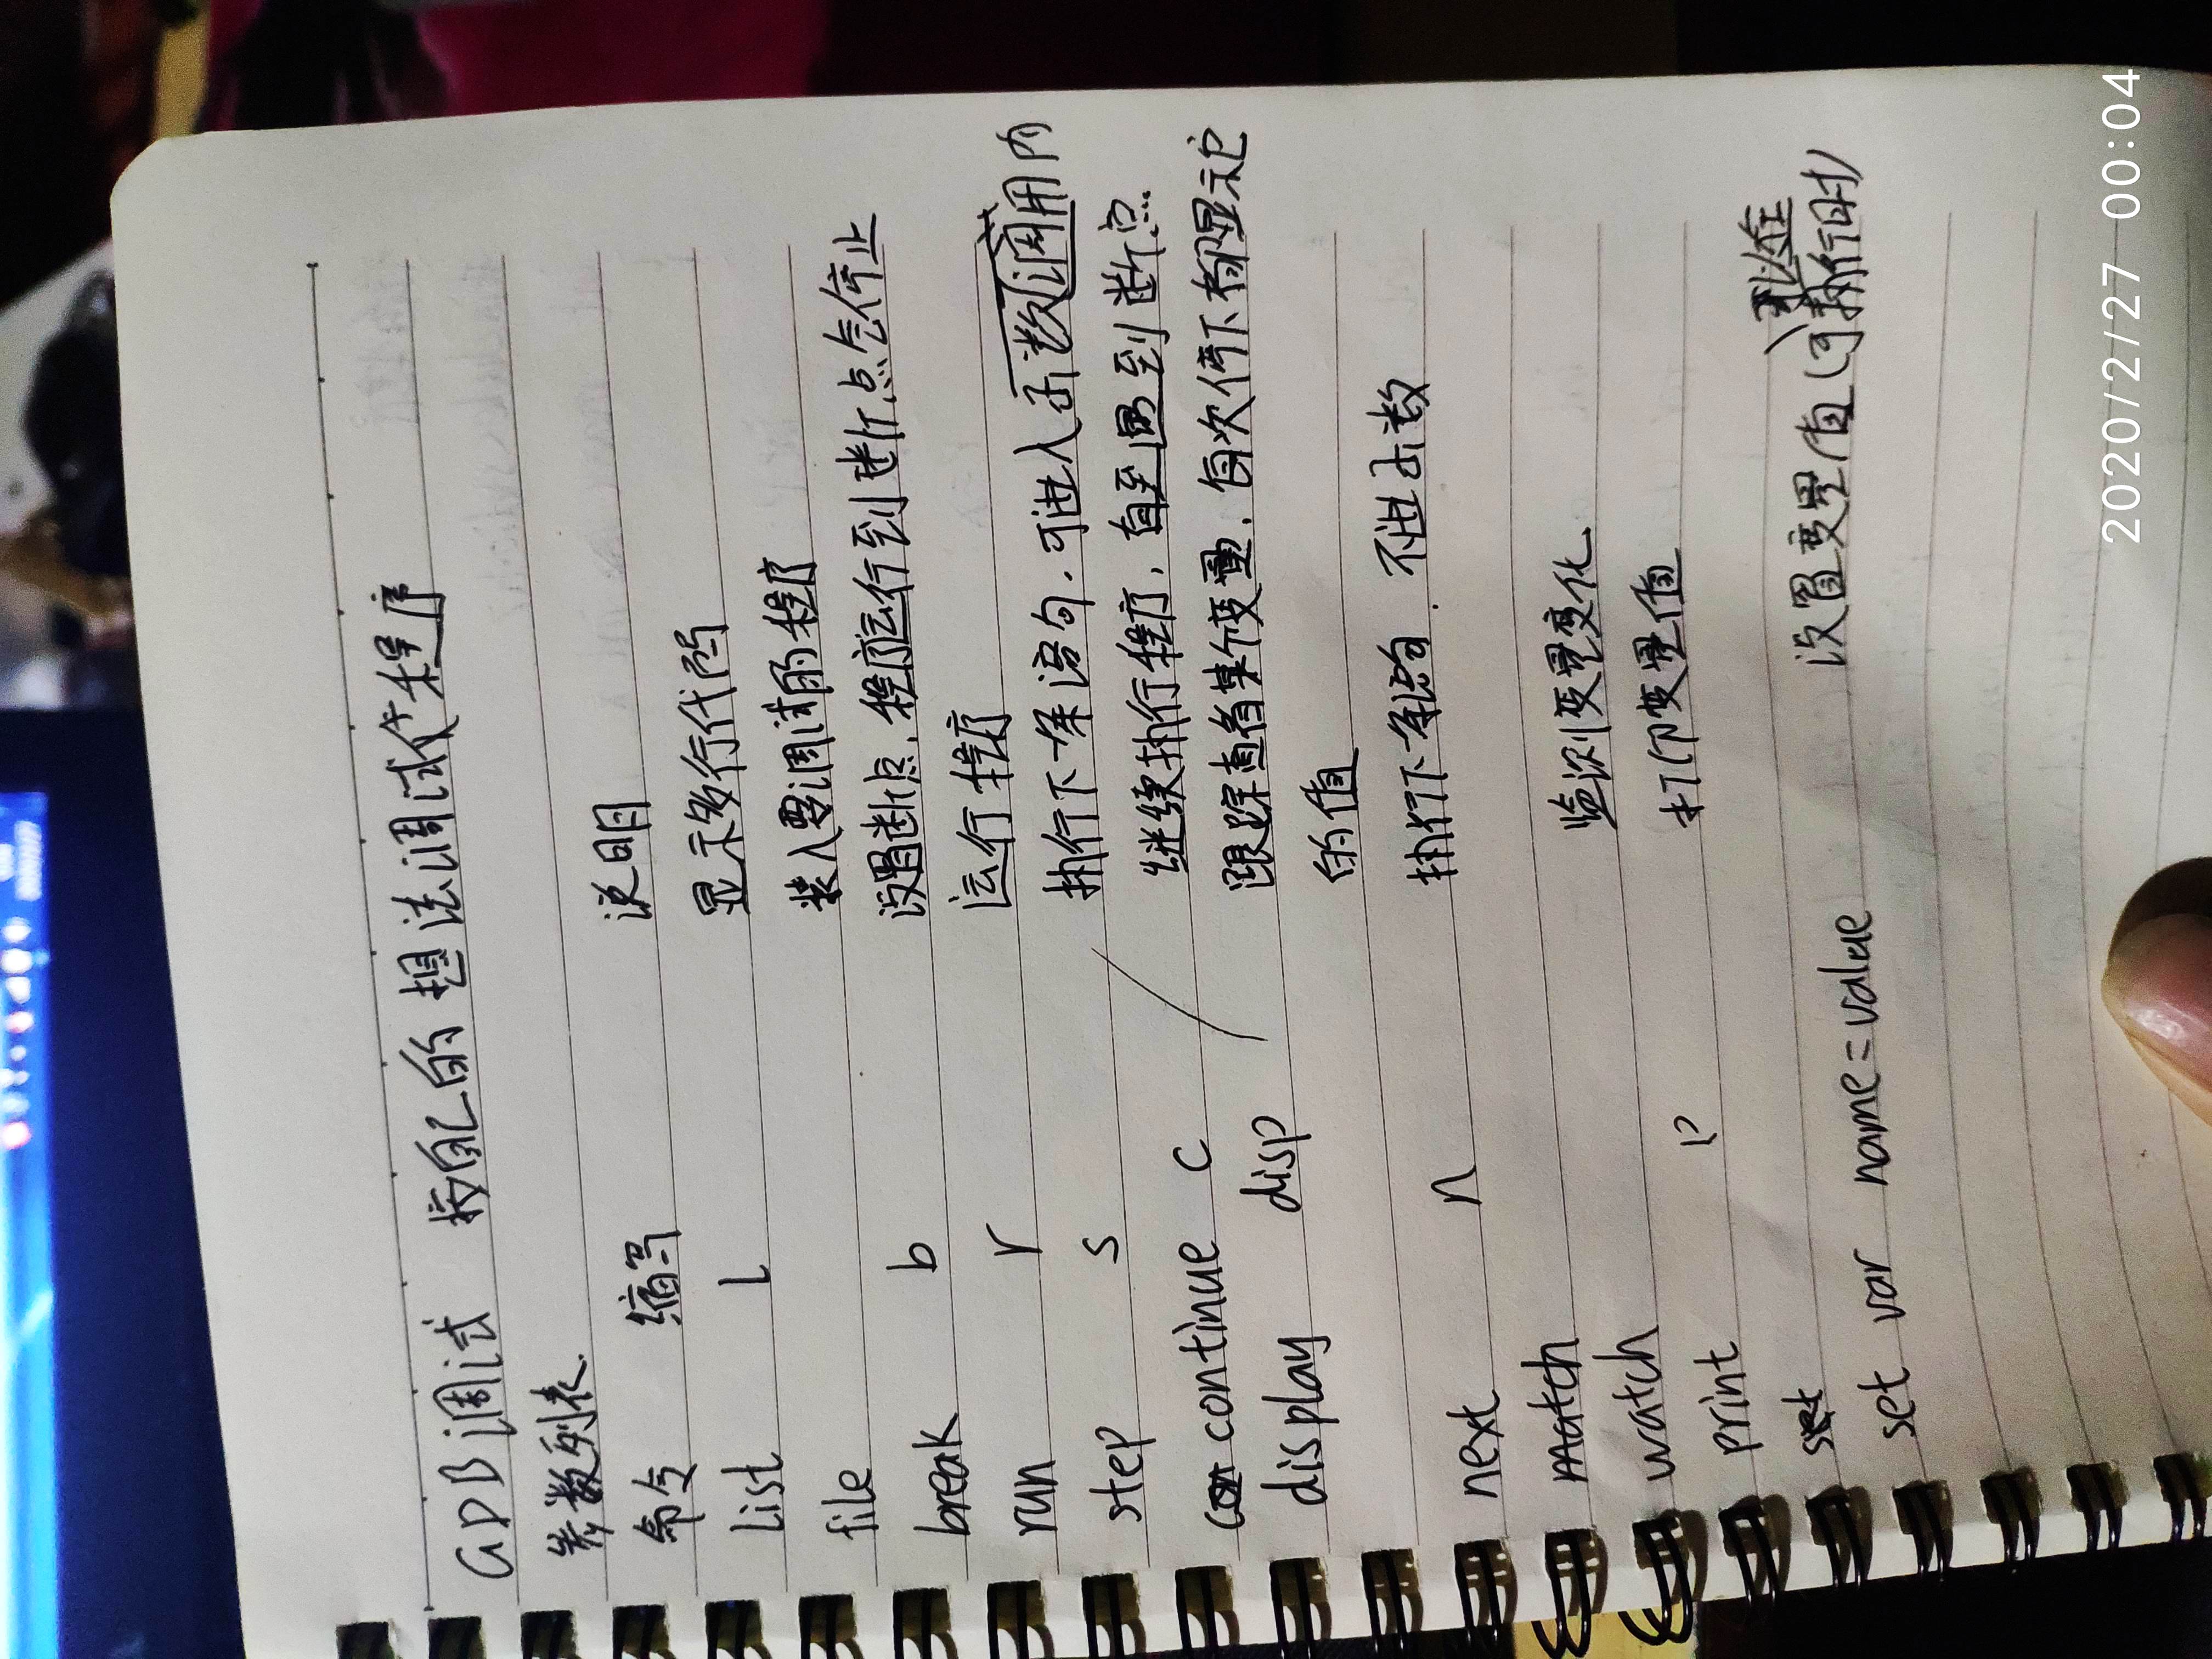 GDB调试 按自己的想法调试代程序
参数列表.
命令 缩写 说明
list l 显示多行代码
file 装入要调试的程序
break b 设置断点,程序运行到断点会停止
run r 运行程序
step s 执行下一条语句.可进入函数调用内
continue c 继续执行程序,直至遇到断点
display disp 跟踪查看某个变量,每次停下都显示它
的值
next n 执行下一条语句.不进函数
match
watch 监测变量变化
print p 打印变量值
set
可以在
set var name=value 设置变量值(可执行时)
2020/2/27 00:04